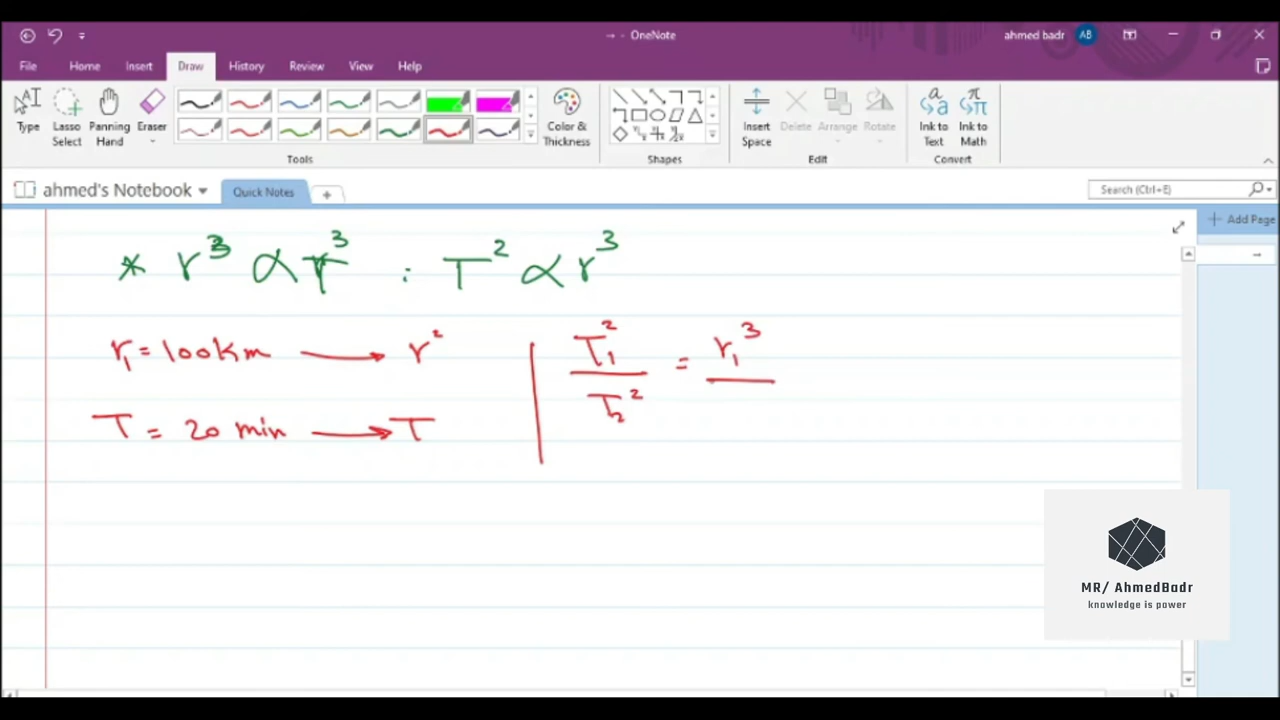 → - OneNote
ahmed badr AB
File Home Insert Draw History Review View Help
Type
Lasso Select
Panning Hand
Eraser
Color & Thickness
Insert Space
Delete
Arrange
Rotate
Ink to Text
Ink to Math
Tools
Shapes
Edit
Convert
ahmed's Notebook
Quick Notes
Search (Ctrl+E)
Add Page
* r³ ∝ T³ : T² ∝ r³
r₁ = 100 Km → r²
T = 20 min → T
T₁² / T₂² = r₁³
MR/ AhmedBadr
knowledge is power